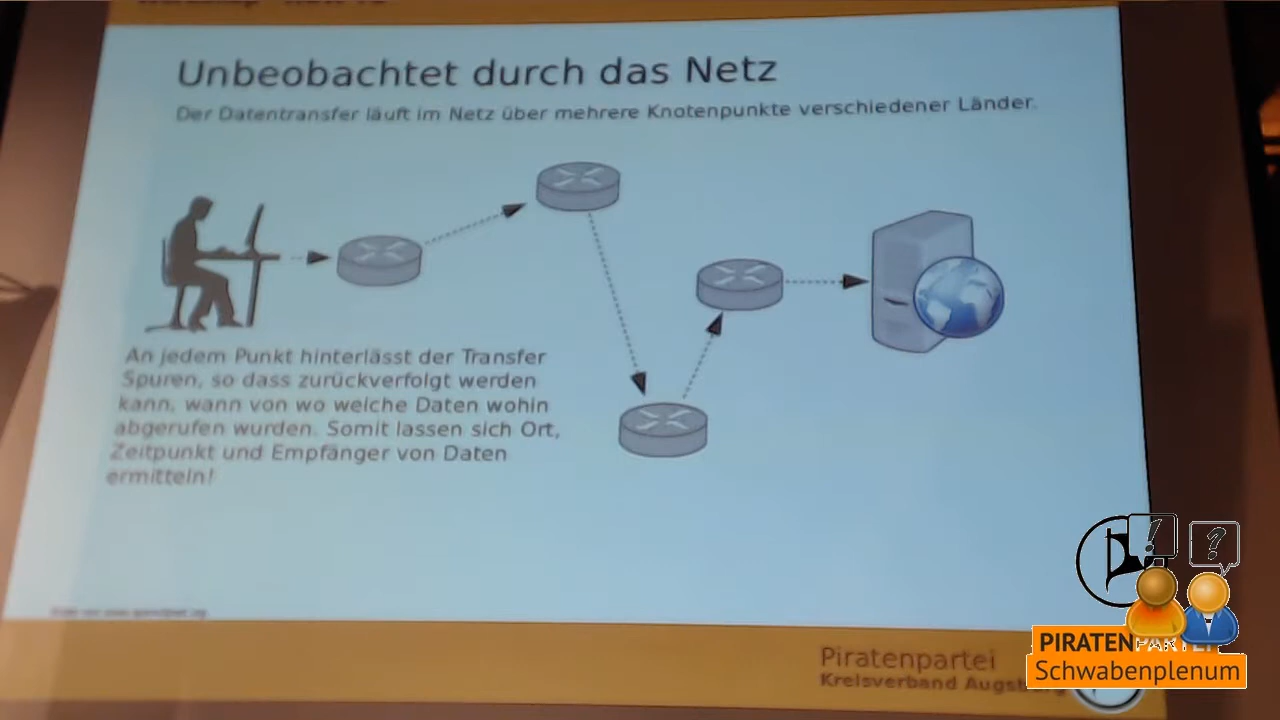 Unbeobachtet durch das Netz
Der Datentransfer läuft im Netz über mehrere Knotenpunkte verschiedener Länder.
An jedem Punkt hinterlässt der Transfer
Spuren, so dass zurückverfolgt werden
kann, wann von wo welche Daten wohin
abgerufen wurden. Somit lassen sich Ort,
Zeitpunkt und Empfänger von Daten
ermitteln!
! ?
Piratenpartei
Kreisverband Augsburg
PIRATENPARTEI
Schwabenplenum